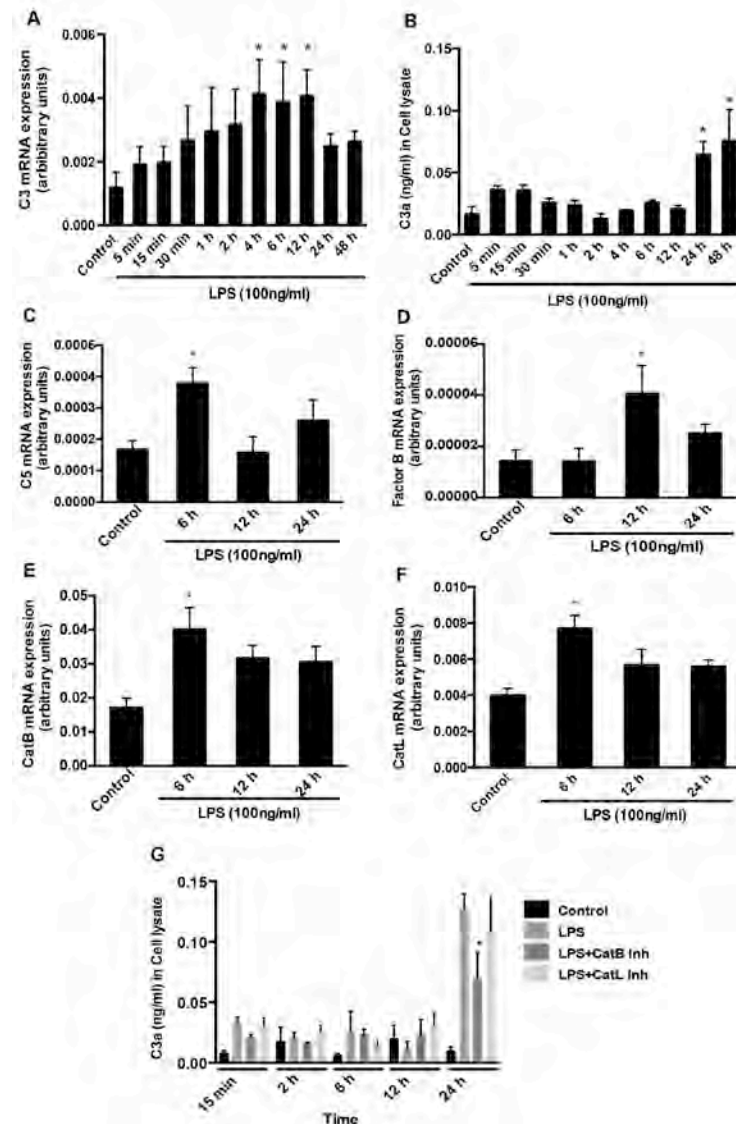 A
C3 mRNA expression
(arbibitrary units)
0.006
0.004
0.002
0.000
* * *
Control 5 min 15 min 30 min 1 h 2 h 4 h 6 h 12 h 24 h 48 h
LPS (100ng/ml)
B
C3a (ng/ml) in Cell lysate
0.15
0.10
0.05
0.00
* *
Control 5 min 15 min 30 min 1 h 2 h 4 h 6 h 12 h 24 h 48 h
LPS (100ng/ml)
C
C5 mRNA expression
(arbitrary units)
0.0006
0.0004
0.0002
0.0001
0.0000
*
Control 6 h 12 h 24 h
LPS (100ng/ml)
D
Factor B mRNA expression
(arbitrary units)
0.00006
0.00004
0.00002
0.00000
*
Control 6 h 12 h 24 h
LPS (100ng/ml)
E
CatB mRNA expression
(arbitrary units)
0.05
0.04
0.03
0.02
0.01
0.00
*
Control 6 h 12 h 24 h
LPS (100ng/ml)
F
CatL mRNA expression
(arbitrary units)
0.010
0.008
0.006
0.004
0.002
0.000
Control 6 h 12 h 24 h
LPS (100ng/ml)
G
C3a (ng/ml) in Cell lysate
0.15
0.10
0.05
0.00
*
15 min 2 h 6 h 12 h 24 h
Time
Control
LPS
LPS+CatB Inh
LPS+CatL Inh